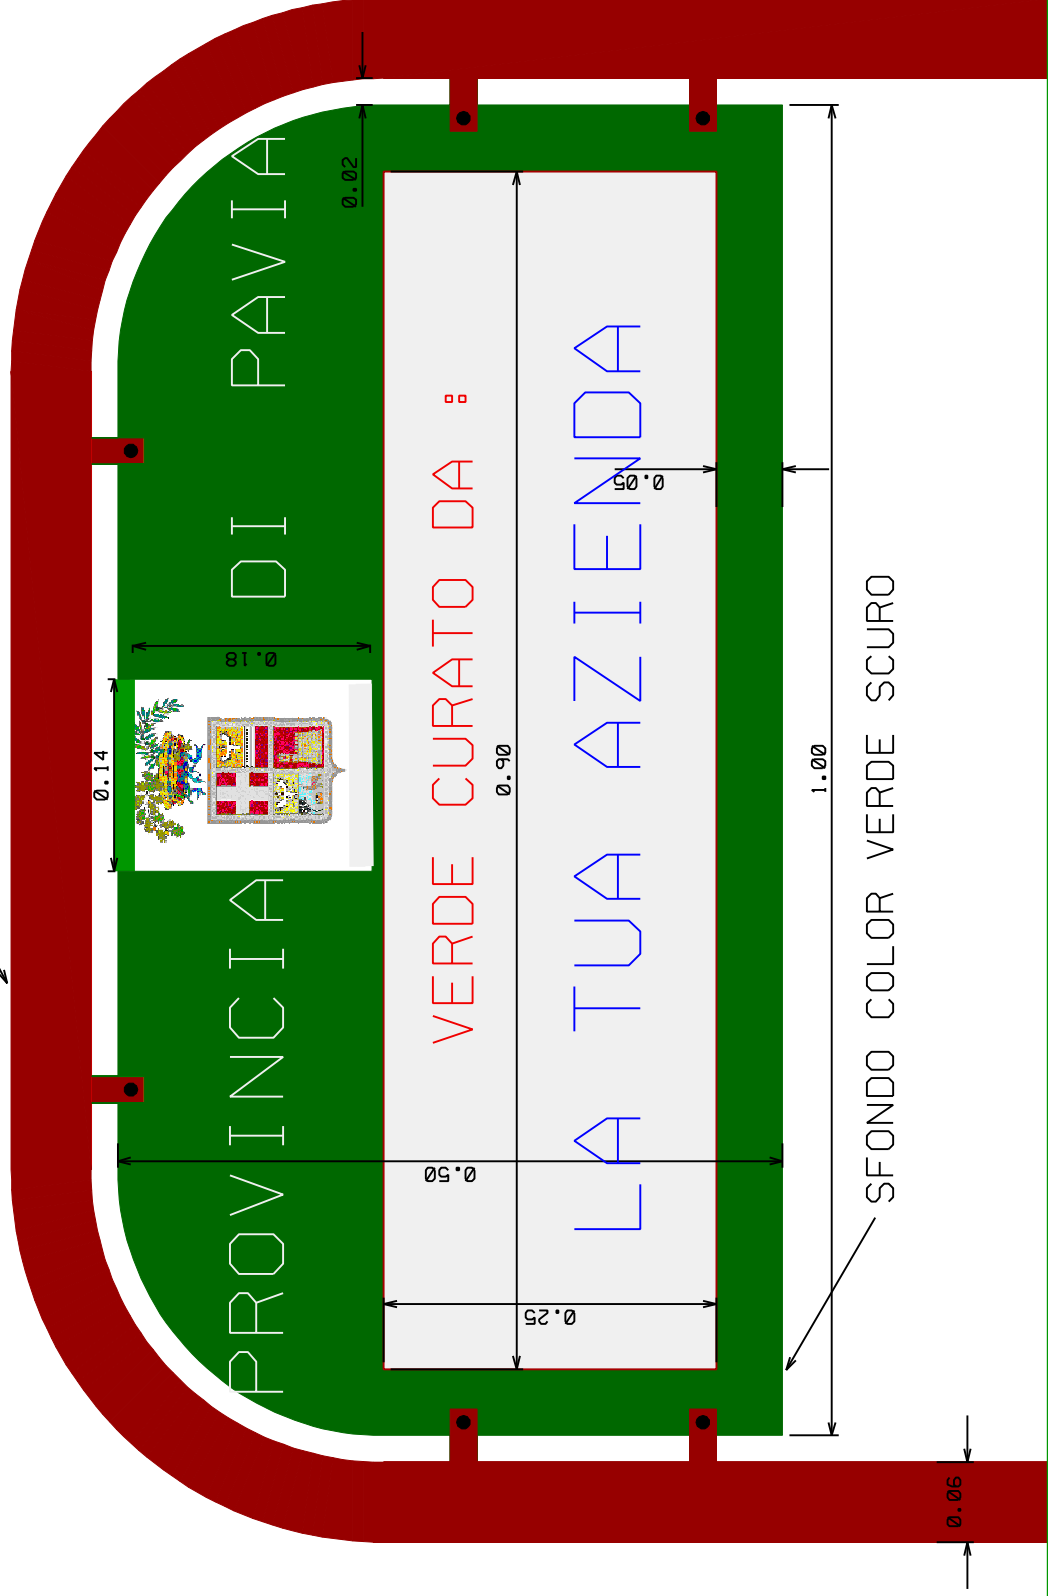 PROVINCIA DI PAVIA
0.14
0.18
0.02
VERDE CURATO DA :
0.90
LA TUA AZIENDA
0.05
0.50
0.25
1.00
SFONDO COLOR VERDE SCURO
0.06